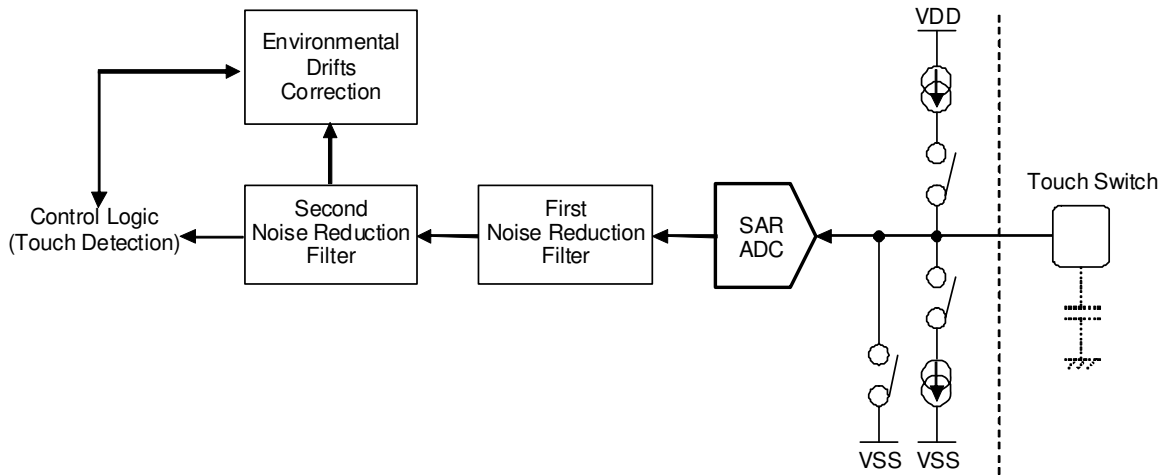 VDD
Environmental
Drifts
Correction
Touch Switch
Control Logic
(Touch Detection)
Second
Noise Reduction
Filter
First
Noise Reduction
Filter
SAR
ADC
VSS
VSS